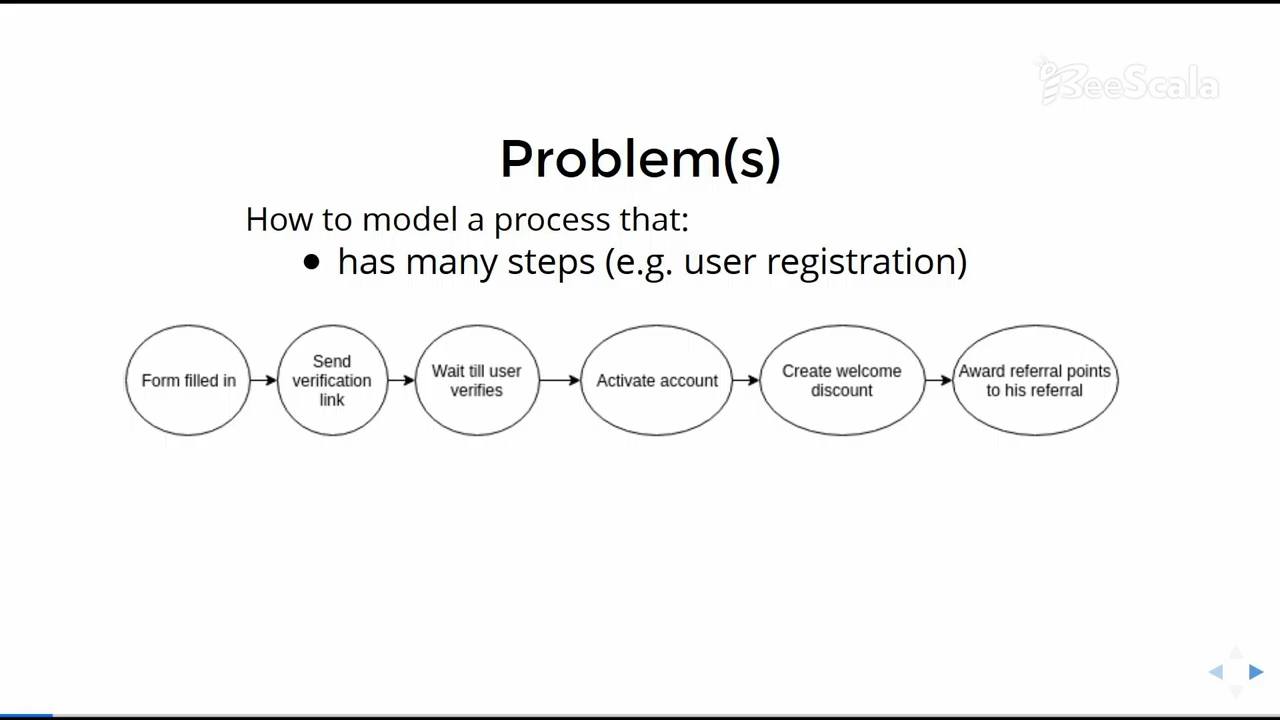 BeeScala
Problem(s)
How to model a process that:
● has many steps (e.g. user registration)
Form filled in
Send
verification
link
Wait till user
verifies
Activate account
Create welcome
discount
Award referral points
to his referral